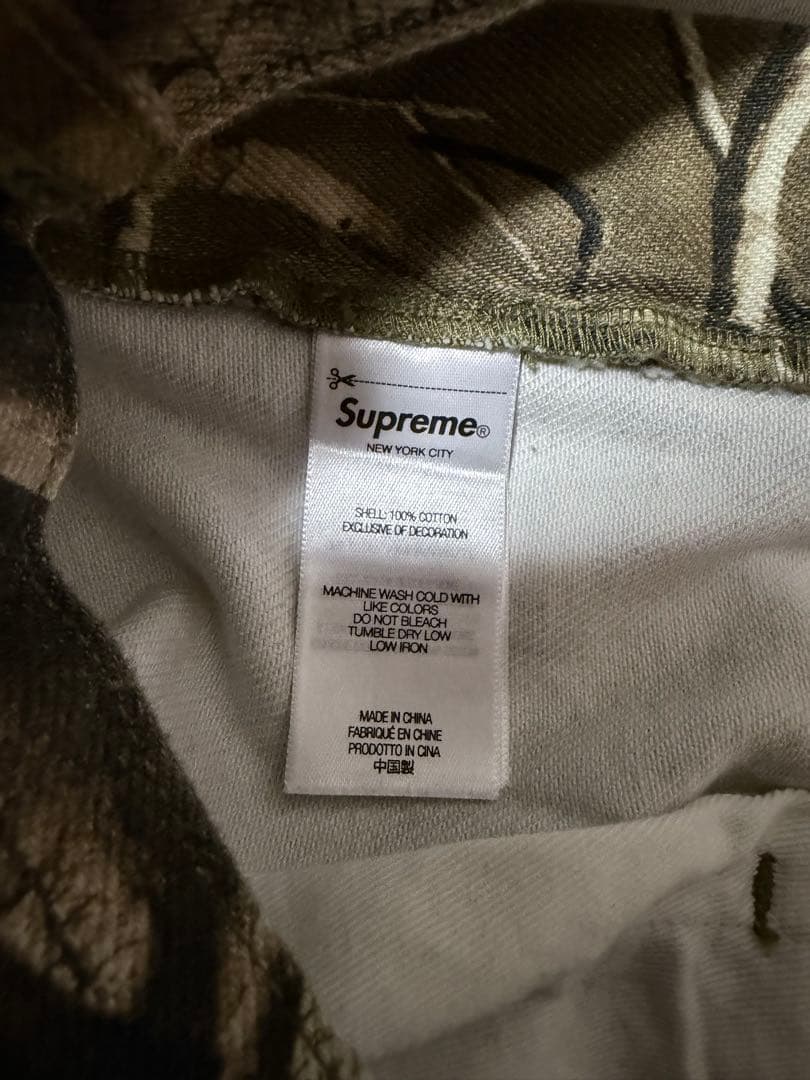 Supreme®
NEW YORK CITY
SHELL: 100% COTTON
EXCLUSIVE OF DECORATION
MACHINE WASH COLD WITH
LIKE COLORS
DO NOT BLEACH
TUMBLE DRY LOW
LOW IRON
MADE IN CHINA
FABRIQUÉ EN CHINE
PRODOTTO IN CINA
中国製